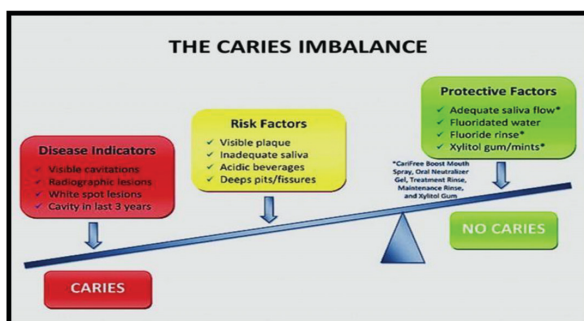 THE CARIES IMBALANCE
Disease Indicators
✓ Visible cavitations
✓ Radiographic lesions
✓ White spot lesions
✓ Cavity in last 3 years
Risk Factors
✓ Visible plaque
✓ Inadequate saliva
✓ Acidic beverages
✓ Deeps pits/fissures
Protective Factors
✓ Adequate saliva flow*
✓ Fluoridated water
✓ Fluoride rinse*
✓ Xylitol gum/mints*
*CariFree Boost Mouth
Spray, Oral Neutralizer
Gel, Treatment Rinse,
Maintenance Rinse,
and Xylitol Gum
CARIES
NO CARIES